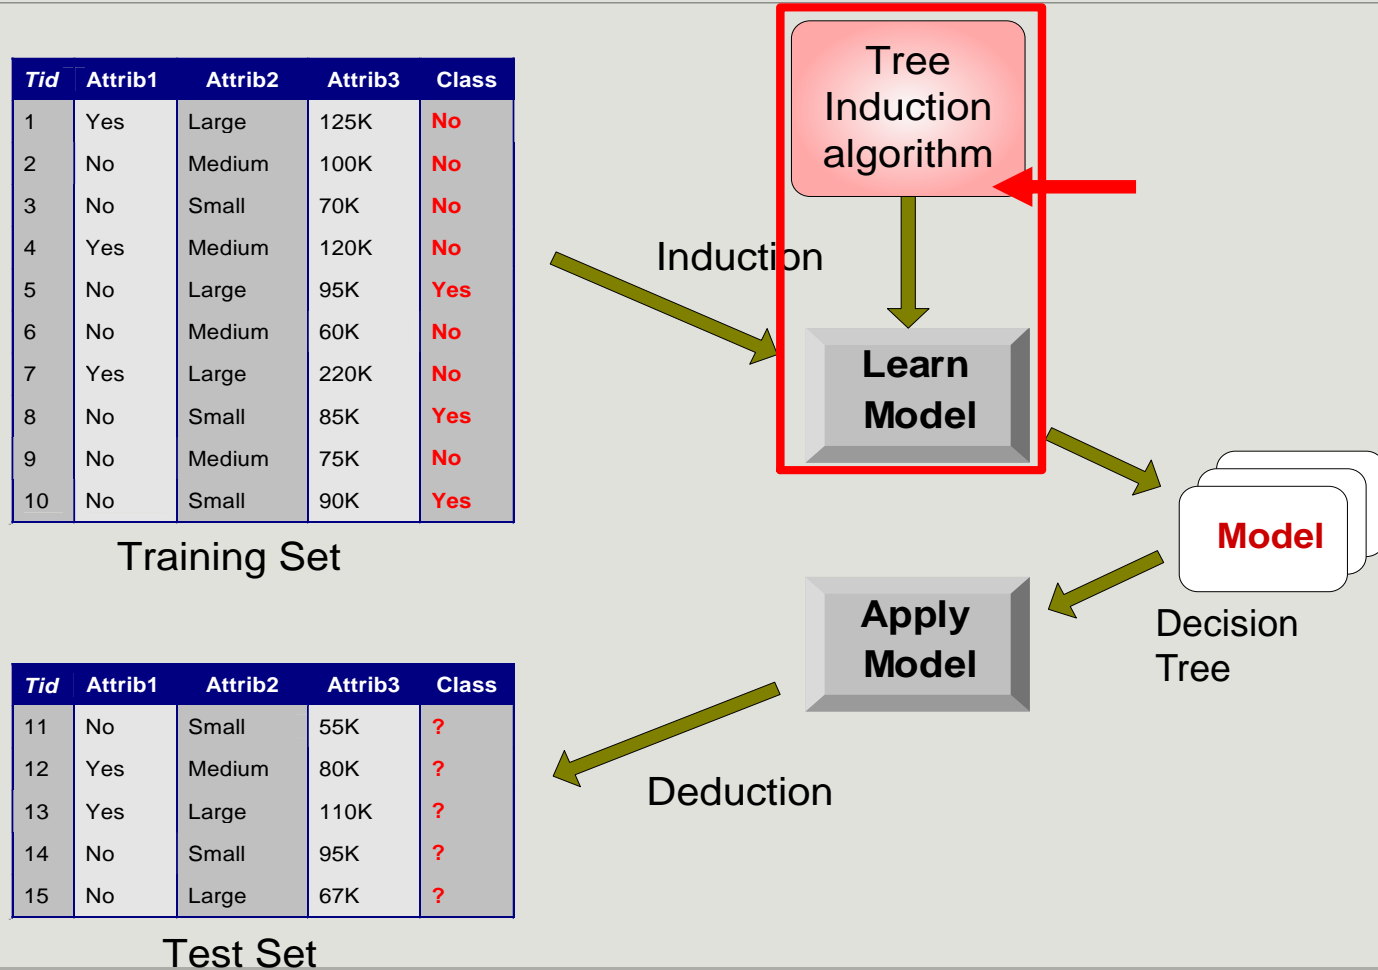 Tid Attrib1 Attrib2 Attrib3 Class
1 Yes Large 125K No
2 No Medium 100K No
3 No Small 70K No
4 Yes Medium 120K No
5 No Large 95K Yes
6 No Medium 60K No
7 Yes Large 220K No
8 No Small 85K Yes
9 No Medium 75K No
10 No Small 90K Yes
Training Set
Tree
Induction
algorithm
Induction
Learn
Model
Model
Decision
Tree
Apply
Model
Deduction
Tid Attrib1 Attrib2 Attrib3 Class
11 No Small 55K ?
12 Yes Medium 80K ?
13 Yes Large 110K ?
14 No Small 95K ?
15 No Large 67K ?
Test Set